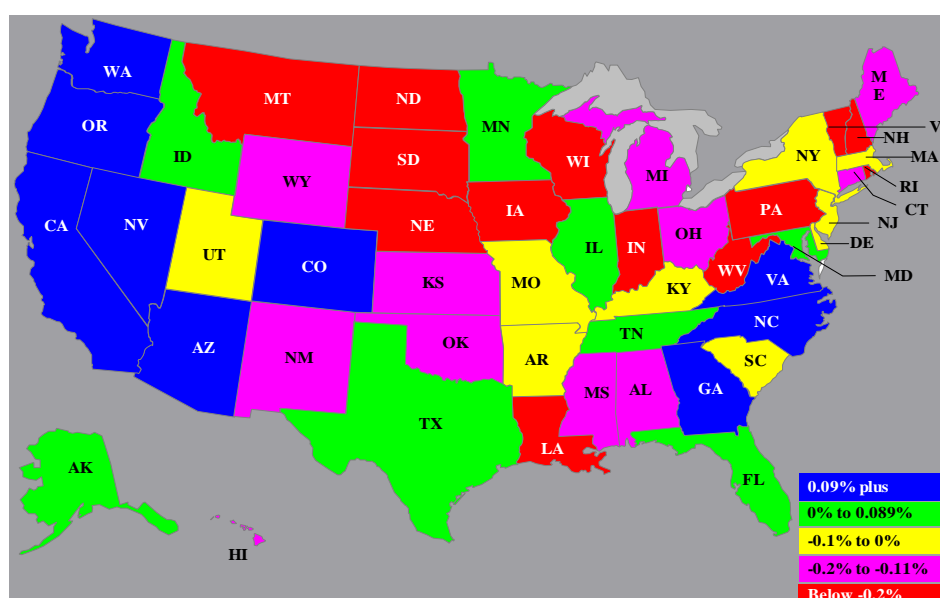 WA
MT
ND
MN
M
E
OR
ID
SD
WI
NY
V
NH
MA
WY
MI
RI
CA
NV
NE
IA
PA
CT
UT
CO
IL
IN
OH
NJ
DE
KS
MO
WV
VA
MD
KY
AZ
NM
OK
AR
TN
NC
SC
MS
AL
GA
TX
LA
FL
AK
HI
0.09% plus
0% to 0.089%
-0.1% to 0%
-0.2% to -0.11%
Below -0.2%